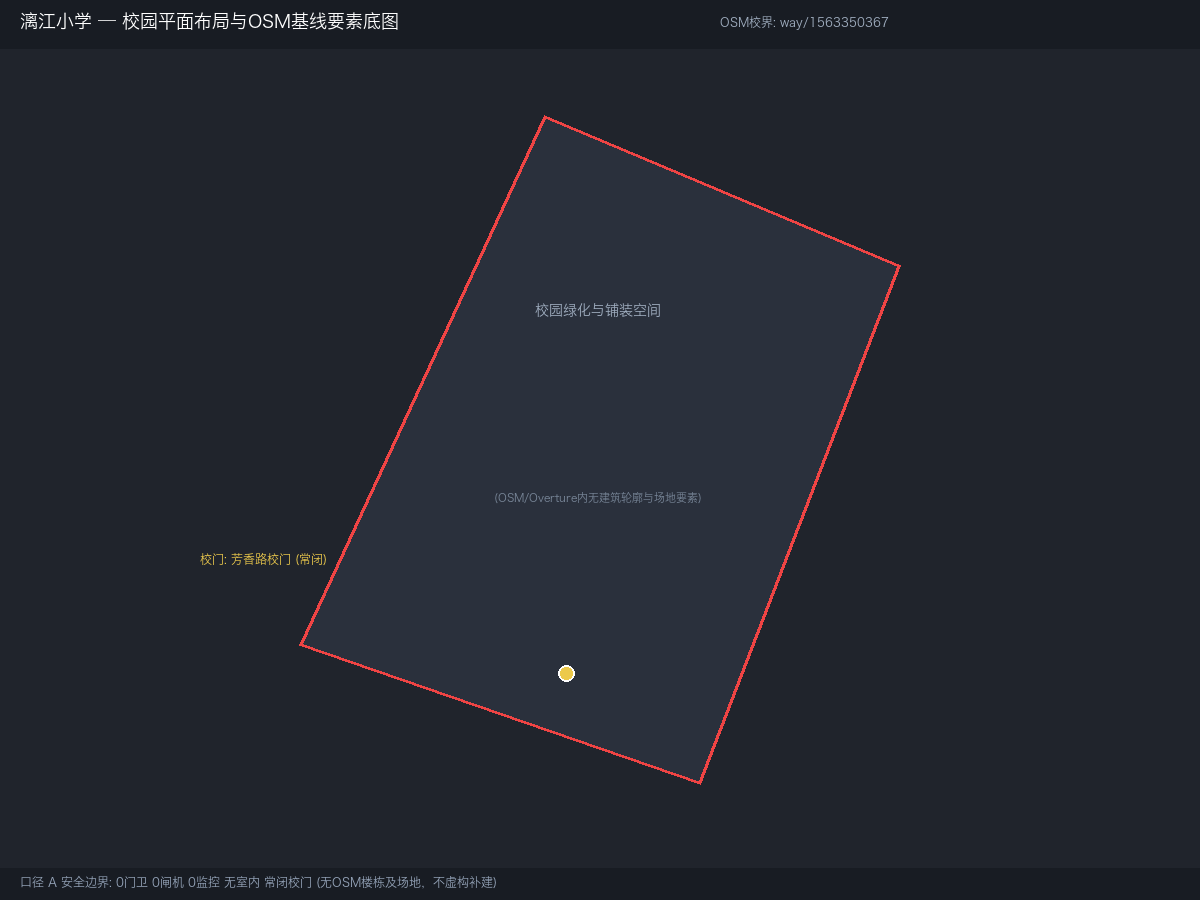 漓江小学 — 校园平面布局与OSM基线要素底图
OSM校界: way/1563350367
校园绿化与铺装空间
(OSM/Overture内无建筑轮廓与场地要素)
校门: 芳香路校门 (常闭)
口径 A 安全边界: 0门卫 0闸机 0监控 无室内 常闭校门 (无OSM楼栋及场地，不虚构补建)